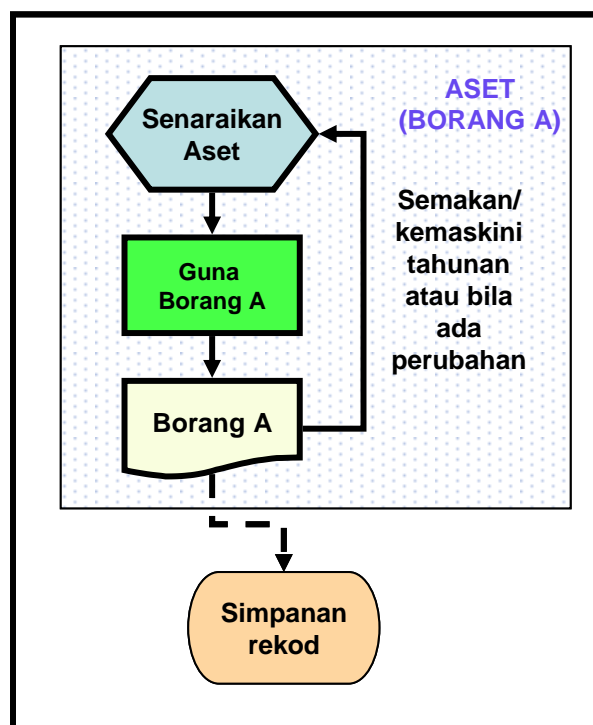 ASET
(BORANG A)
Senaraikan
Aset
Semakan/
kemaskini
tahunan
atau bila
ada
perubahan
Guna
Borang A
Borang A
Simpanan
rekod